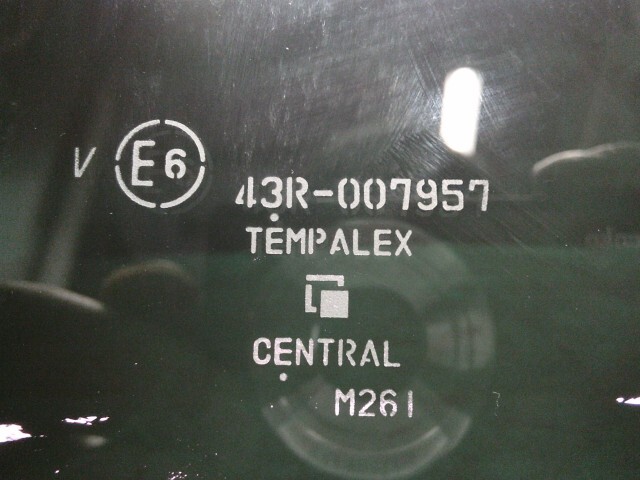 V E6
43R-007957
TEMPALEX
CENTRAL
M261